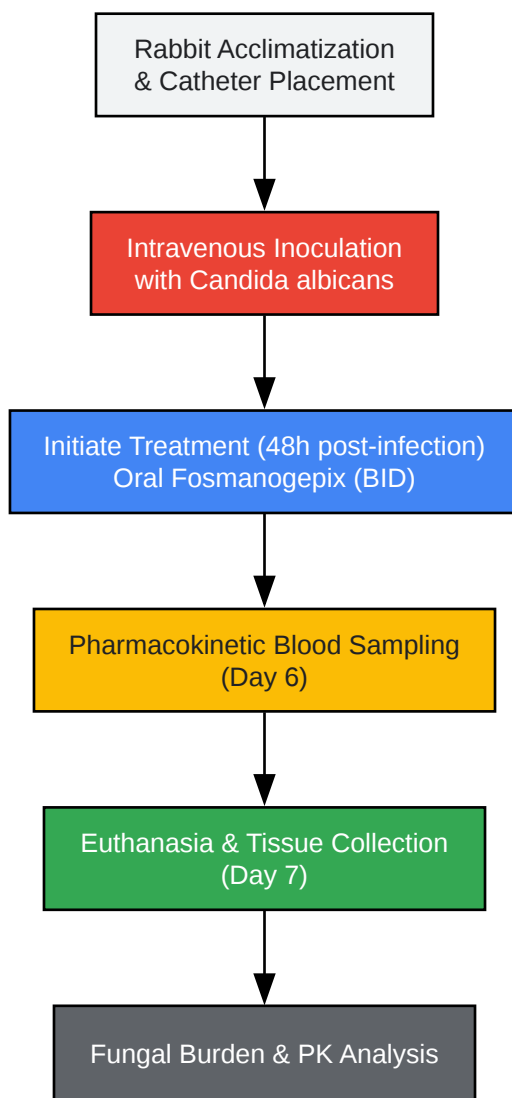 Rabbit Acclimatization
& Catheter Placement
Intravenous Inoculation
with Candida albicans
Initiate Treatment (48h post-infection)
Oral Fosmanogepix (BID)
Pharmacokinetic Blood Sampling
(Day 6)
Euthanasia & Tissue Collection
(Day 7)
Fungal Burden & PK Analysis